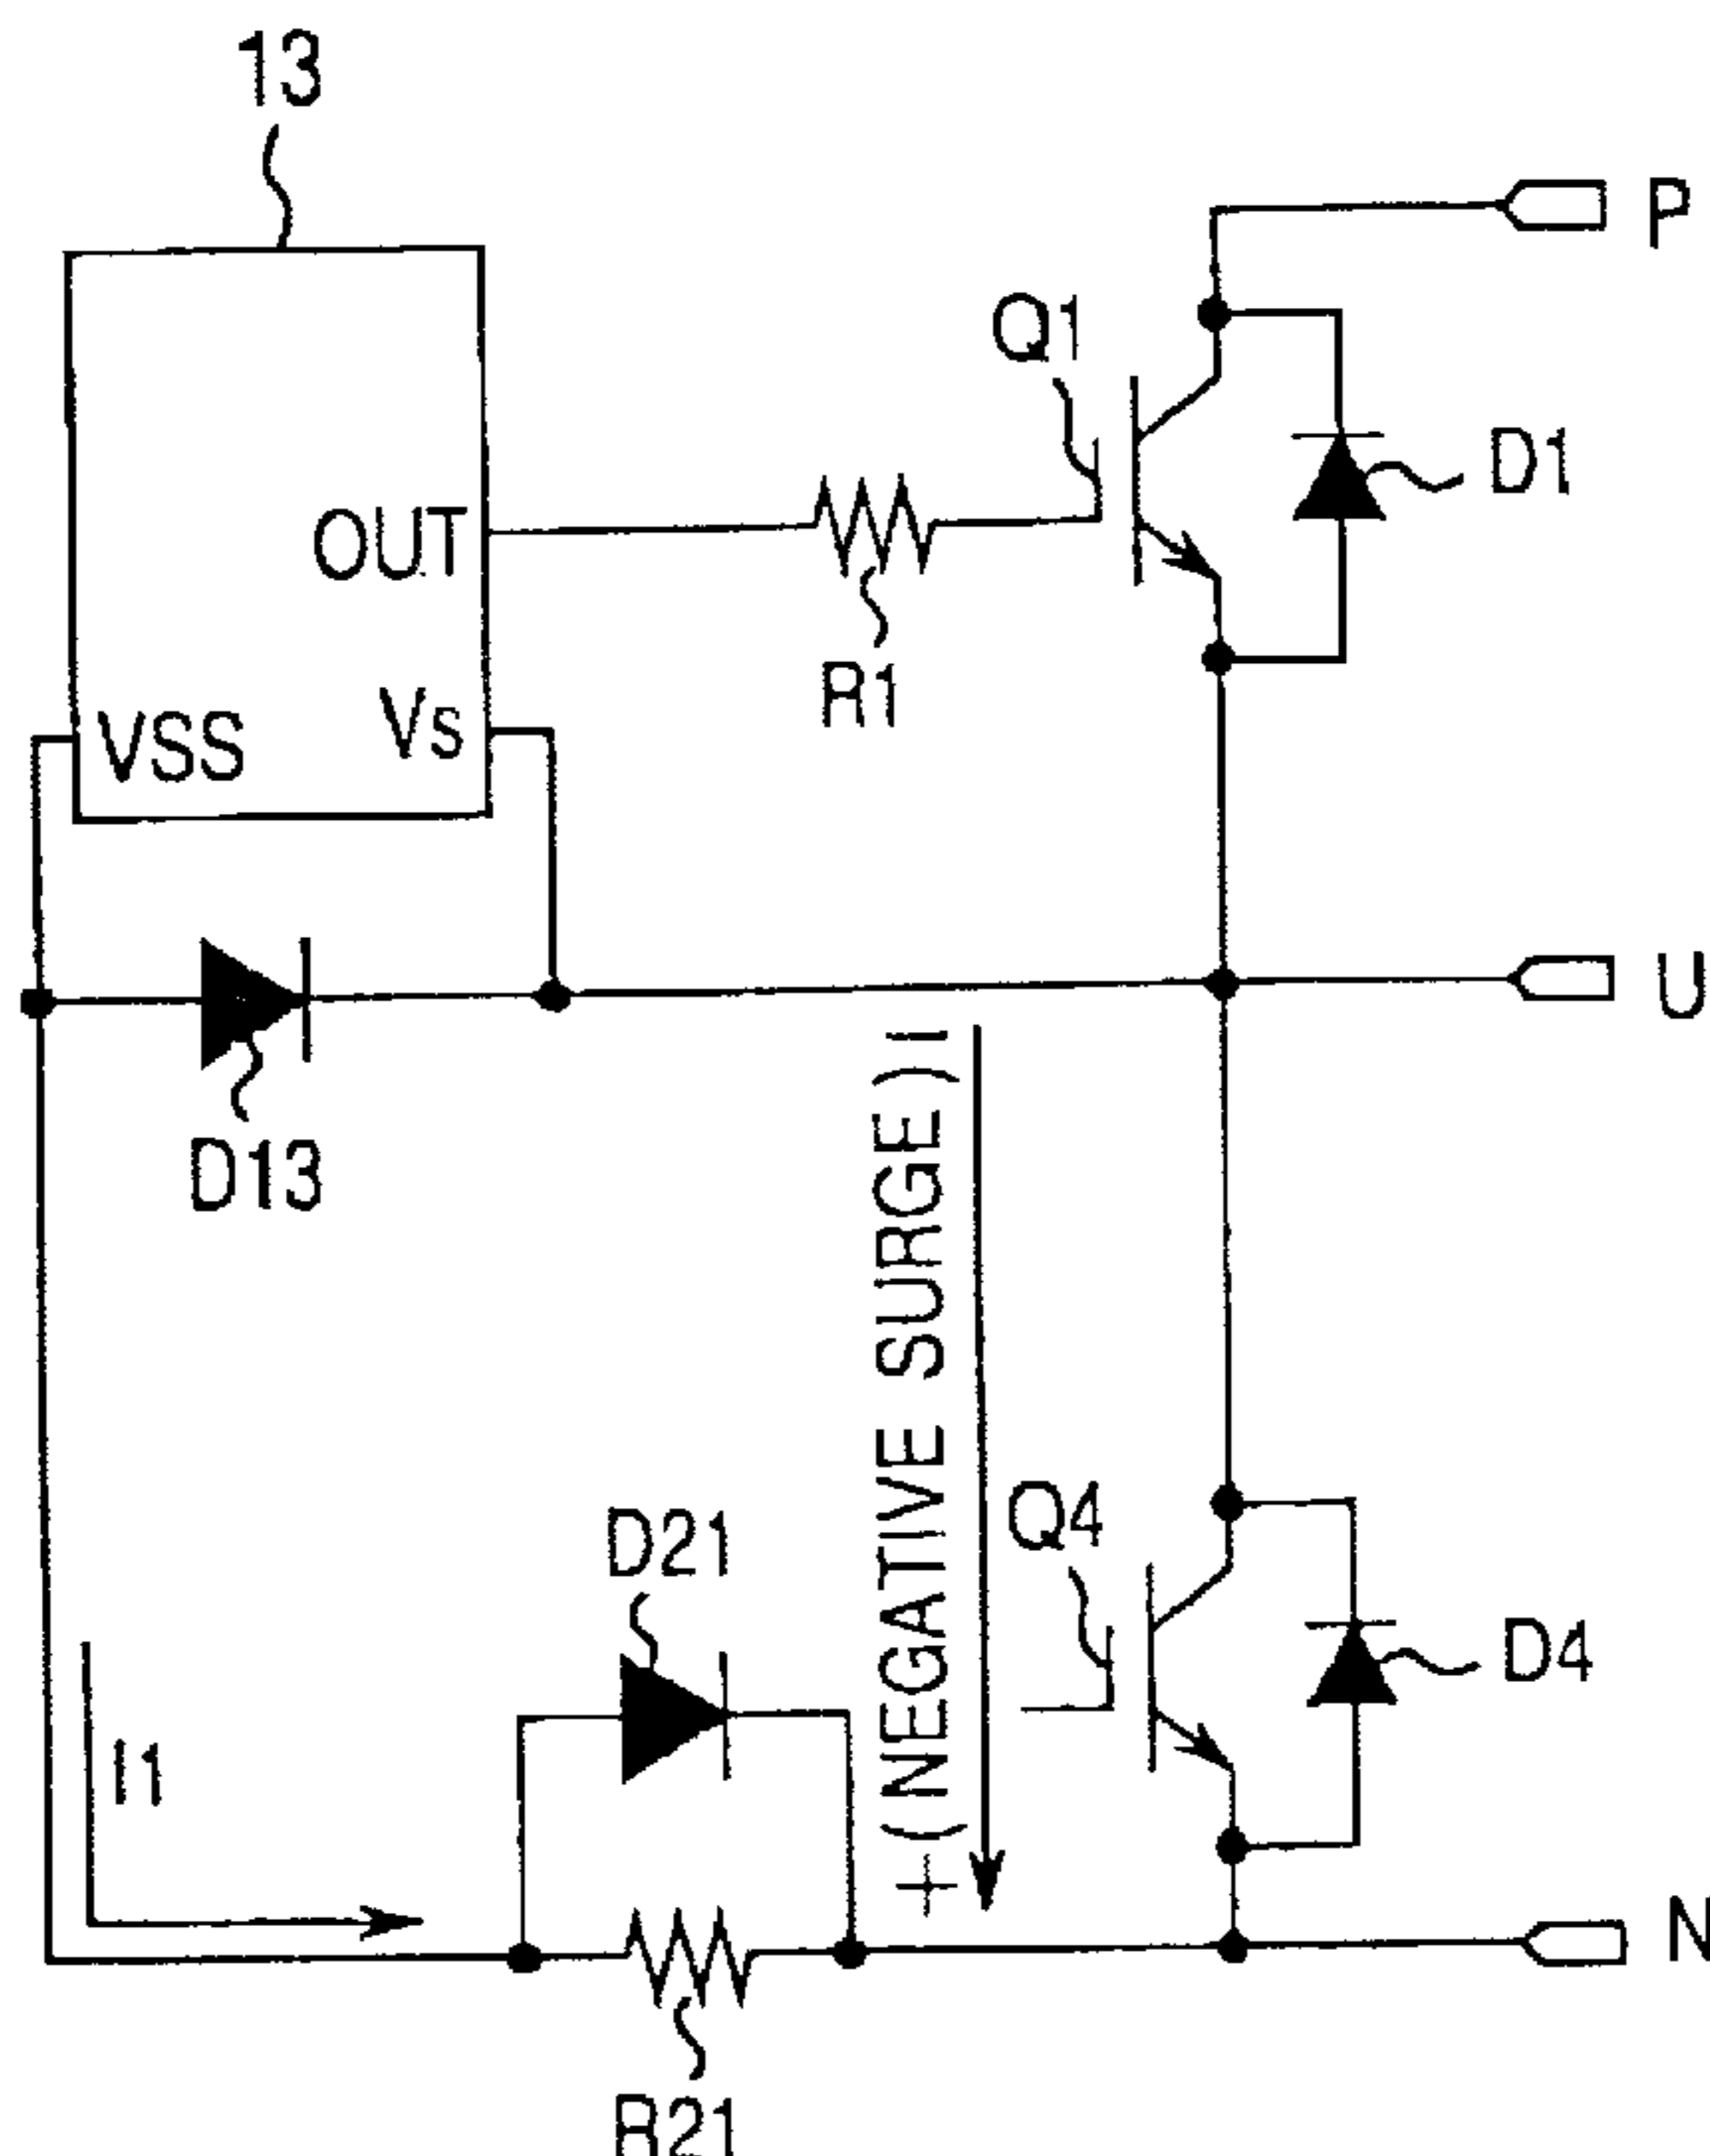 13
P
Q1
D1
OUT
R1
Vs
VSS
U
D13
+(NEGATIVE SURGE)-
Q4
D21
D4
I1
N
R21